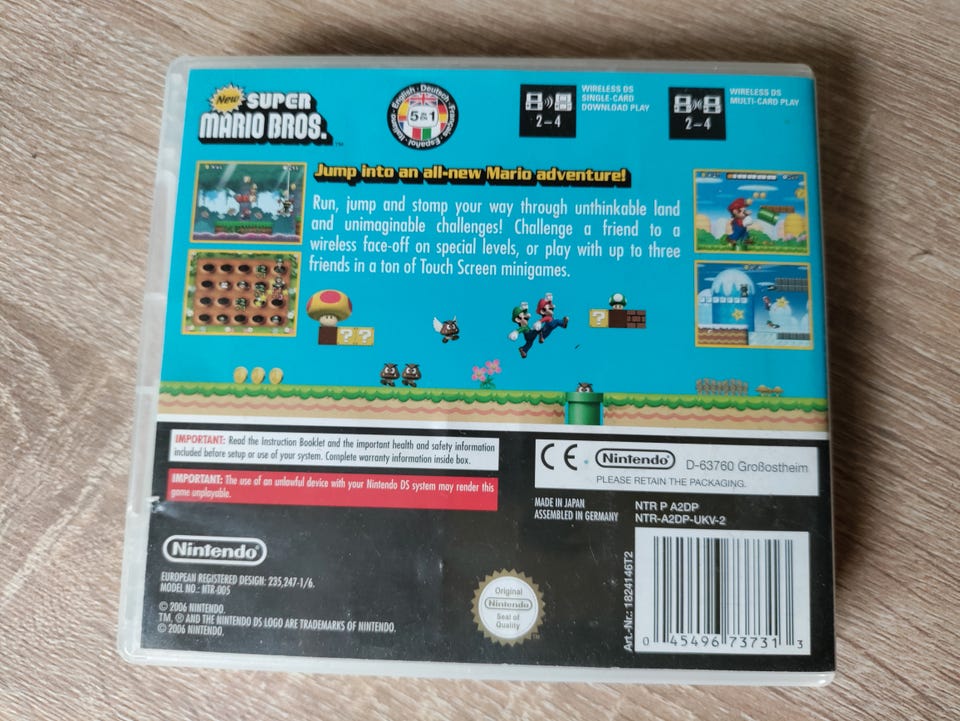 New SUPER
MARIO BROS.™
English · Deutsch · Français · Español · Italiano
5 IN 1
2-4
WIRELESS DS
SINGLE-CARD
DOWNLOAD PLAY
2-4
WIRELESS DS
MULTI-CARD PLAY
Jump into an all-new Mario adventure!
Run, jump and stomp your way through unthinkable land
and unimaginable challenges! Challenge a friend to a
wireless face-off on special levels, or play with up to three
friends in a ton of Touch Screen minigames.
? ?
?
IMPORTANT: Read the Instruction Booklet and the important health and safety information
included before setup or use of your system. Complete warranty information inside box.
IMPORTANT: The use of an unlawful device with your Nintendo DS system may render this
game unplayable.
CE Nintendo® D-63760 Großostheim
PLEASE RETAIN THE PACKAGING.
MADE IN JAPAN
ASSEMBLED IN GERMANY
NTR P A2DP
NTR-A2DP-UKV-2
Nintendo®
EUROPEAN REGISTERED DESIGN: 235,247-1/6.
MODEL NO.: NTR-005
© 2006 NINTENDO.
TM, ® AND THE NINTENDO DS LOGO ARE TRADEMARKS OF NINTENDO.
© 2006 NINTENDO.
Original
Nintendo®
Seal of
Quality
™
Art.-Nr.: 1824146T2
0 45496 73731 3